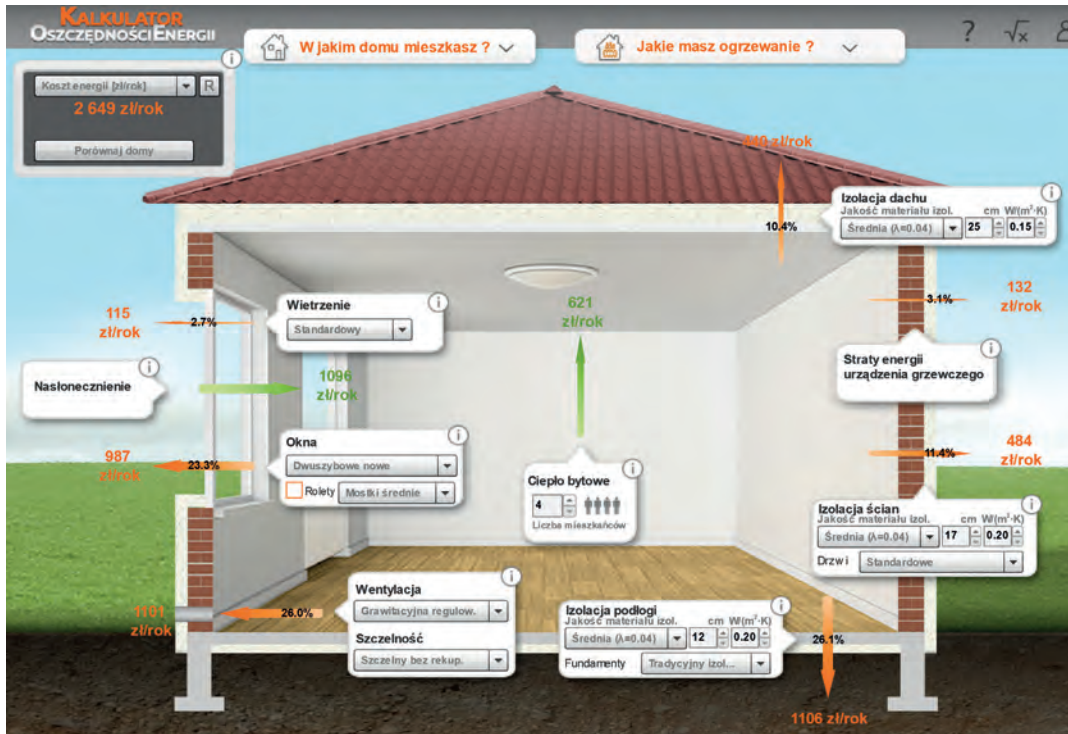 KALKULATOR
OSZCZĘDNOŚCI ENERGII
W jakim domu mieszkasz ?
Jakie masz ogrzewanie ?
? √x
i
Koszt energii [zł/rok] R
2 649 zł/rok
Porównaj domy
zł/rok
10.4%
i
Izolacja dachu
Jakość materiału izol. cm W/(m²·K)
Średnia (λ=0.04) 25 0.15
115
zł/rok
2.7%
i
Wietrzenie
Standardowy
621
zł/rok
3.1%
132
zł/rok
i
Nasłonecznienie
1096
zł/rok
i
Straty energii
urządzenia grzewczego
987
zł/rok
23.3%
i
Okna
Dwuszybowe nowe
Rolety Mostki średnie
i
Ciepło bytowe
4
Liczba mieszkańców
11.4%
484
zł/rok
i
Izolacja ścian
Jakość materiału izol. cm W/(m²·K)
Średnia (λ=0.04) 17 0.20
Drzwi Standardowe
zł/rok
26.0%
i
Wentylacja
Grawitacyjna regulow.
Szczelność
Szczelny bez rekup.
i
Izolacja podłogi
Jakość materiału izol. cm W/(m²·K)
Średnia (λ=0.04) 12 0.20
Fundamenty Tradycyjny izol...
26.1%
1106 zł/rok